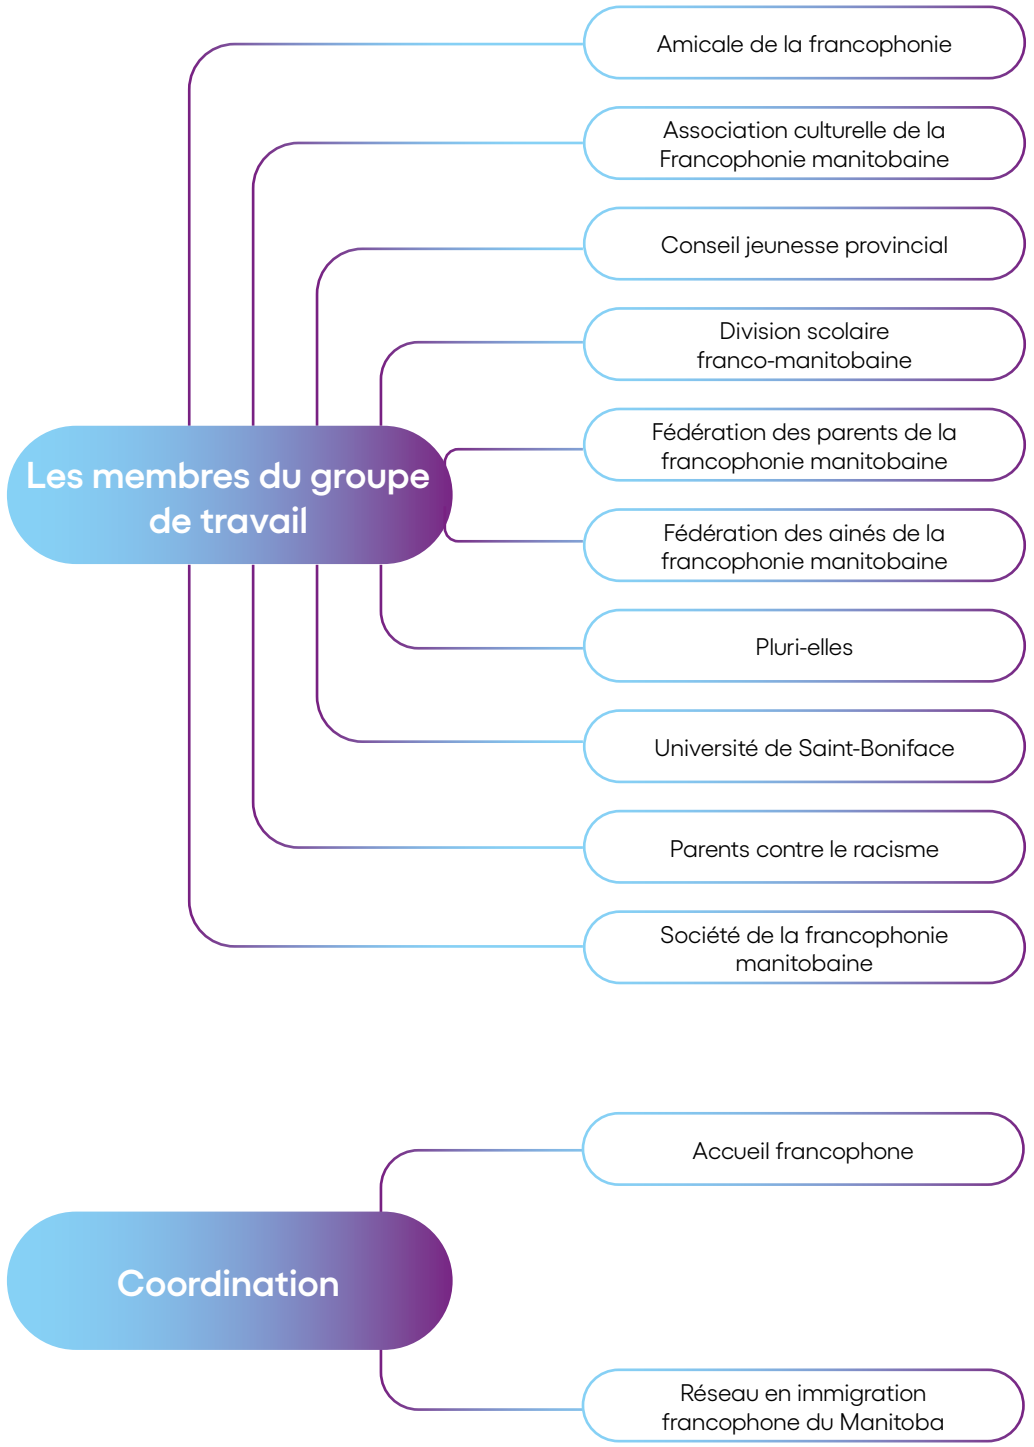 Amicale de la francophonie
Association culturelle de la
Francophonie manitobaine
Conseil jeunesse provincial
Division scolaire
franco-manitobaine
Les membres du groupe
de travail
Fédération des parents de la
francophonie manitobaine
Fédération des ainés de la
francophonie manitobaine
Pluri-elles
Université de Saint-Boniface
Parents contre le racisme
Société de la francophonie
manitobaine
Accueil francophone
Coordination
Réseau en immigration
francophone du Manitoba